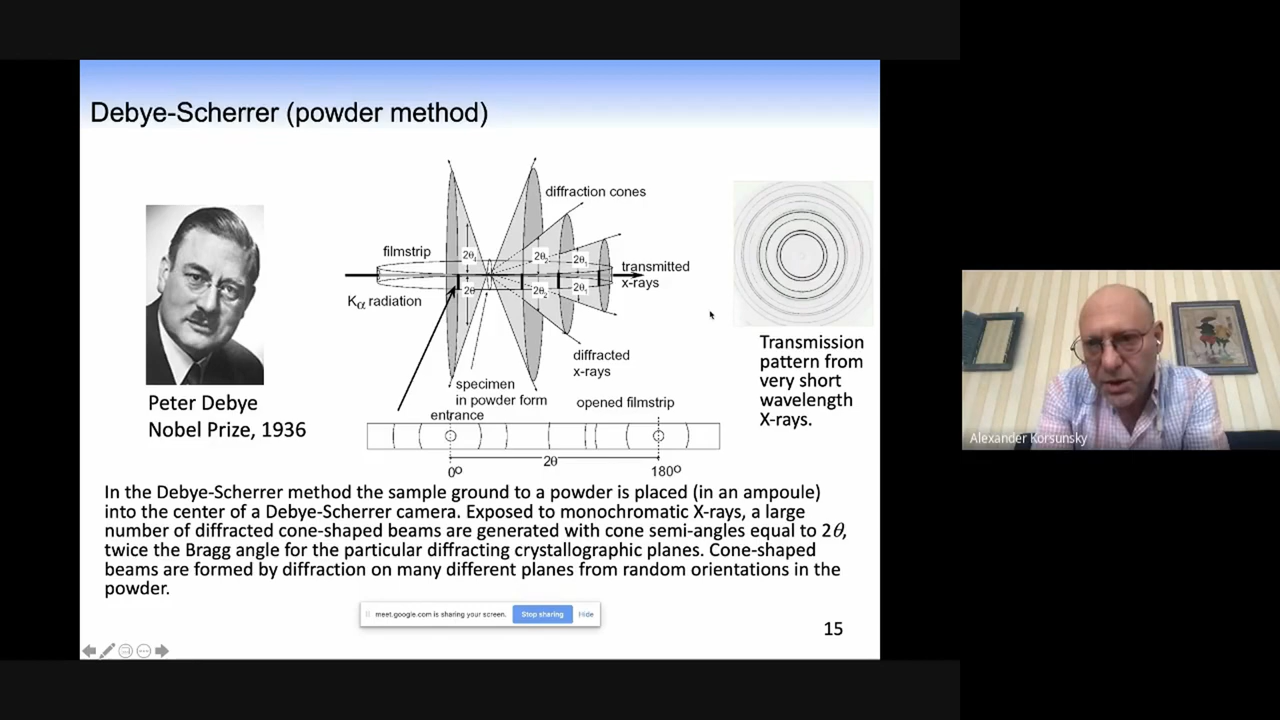 Debye-Scherrer (powder method)
diffraction cones
filmstrip
2θ₁
2θ₂
2θ₃
transmitted
x-rays
2θ
2θ₂
2θ₃
Kα radiation
diffracted
x-rays
specimen
in powder form
entrance
opened filmstrip
2θ
0º
180º
Peter Debye
Nobel Prize, 1936
Transmission
pattern from
very short
wavelength
X-rays.
Alexander Korsunsky
In the Debye-Scherrer method the sample ground to a powder is placed (in an ampoule)
into the center of a Debye-Scherrer camera. Exposed to monochromatic X-rays, a large
number of diffracted cone-shaped beams are generated with cone semi-angles equal to 2θ,
twice the Bragg angle for the particular diffracting crystallographic planes. Cone-shaped
beams are formed by diffraction on many different planes from random orientations in the
powder.
meet.google.com is sharing your screen.
Stop sharing
Hide
15